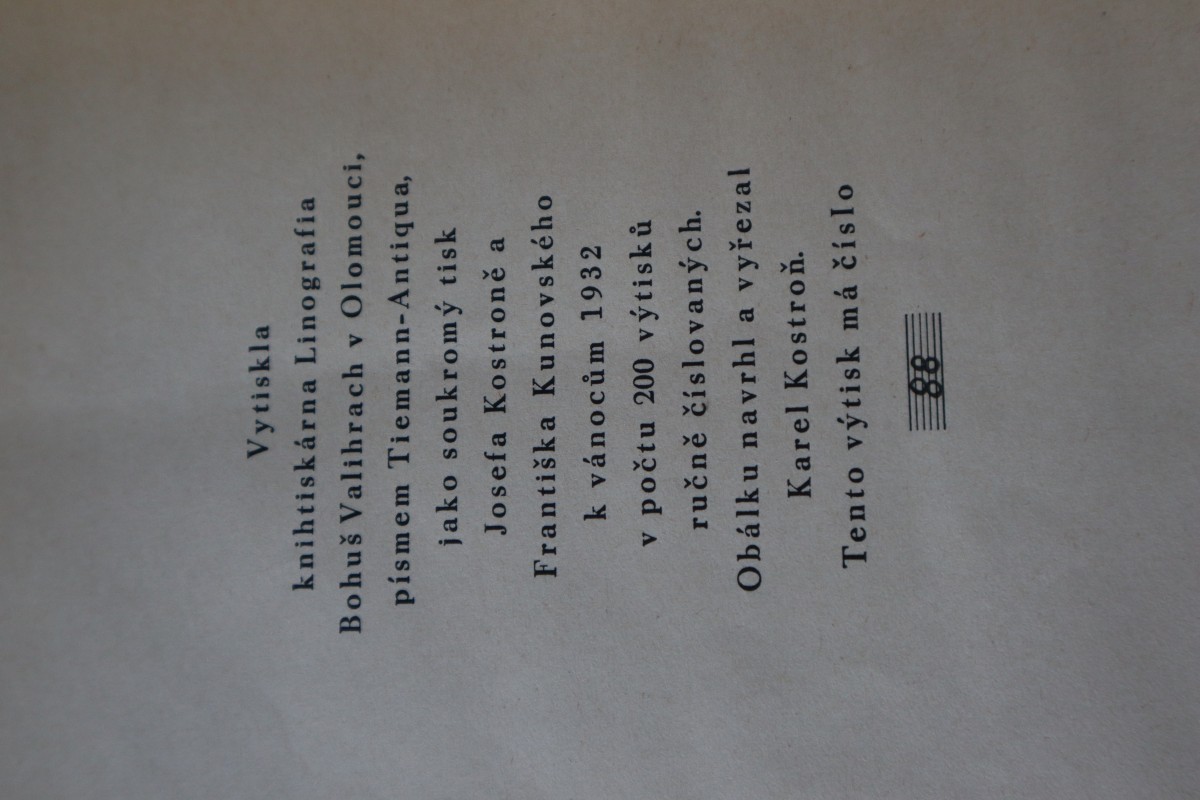 Vytiskla
knihtiskárna Linografia
Bohuš Valihrach v Olomouci,
písmem Tiemann-Antiqua,
jako soukromý tisk
Josefa Kostroně a
Františka Kunovského
k vánocům 1932
v počtu 200 výtisků
ručně číslovaných.
Obálku navrhl a vyřezal
Karel Kostroň.
Tento výtisk má číslo
88